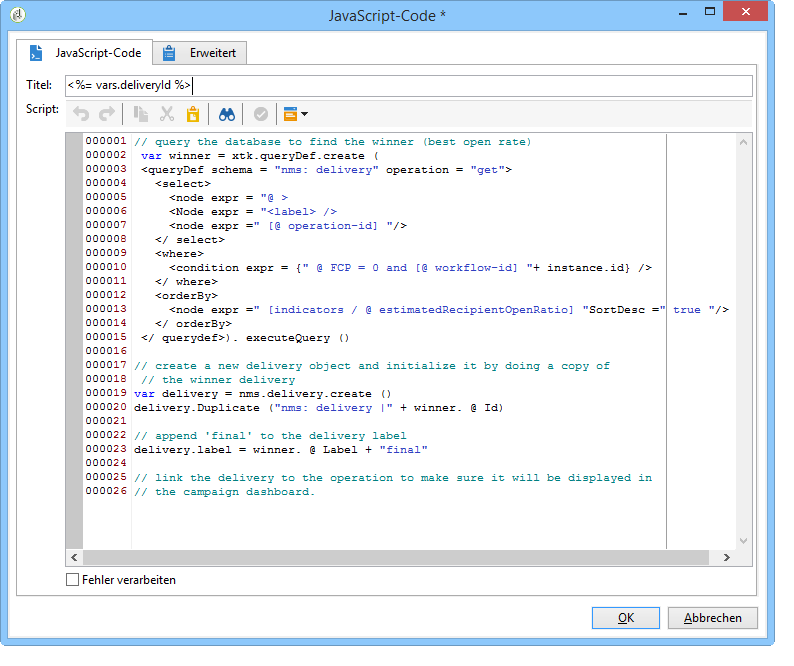 JavaScript-Code *
JavaScript-Code
Erweitert
Titel:
<%= vars.deliveryId %>
Script:
000001 // query the database to find the winner (best open rate)
000002  var winner = xtk.queryDef.create (
000003  <queryDef schema = "nms: delivery" operation = "get">
000004    <select>
000005      <node expr = "@ >
000006      <Node expr = "<label> />
000007      <node expr =" [@ operation-id] "/>
000008    </ select>
000009    <where>
000010      <condition expr = {" @ FCP = 0 and [@ workflow-id] "+ instance.id} />
000011    </ where>
000012    <orderBy>
000013      <node expr =" [indicators / @ estimatedRecipientOpenRatio] "SortDesc =" true "/>
000014    </ orderBy>
000015  </ querydef>). executeQuery ()
000016
000017 // create a new delivery object and initialize it by doing a copy of
000018  // the winner delivery
000019 var delivery = nms.delivery.create ()
000020 delivery.Duplicate ("nms: delivery |" + winner. @ Id)
000021
000022 // append 'final' to the delivery label
000023 delivery.label = winner. @ Label + "final"
000024
000025 // link the delivery to the operation to make sure it will be displayed in
000026 // the campaign dashboard.
Fehler verarbeiten
OK
Abbrechen